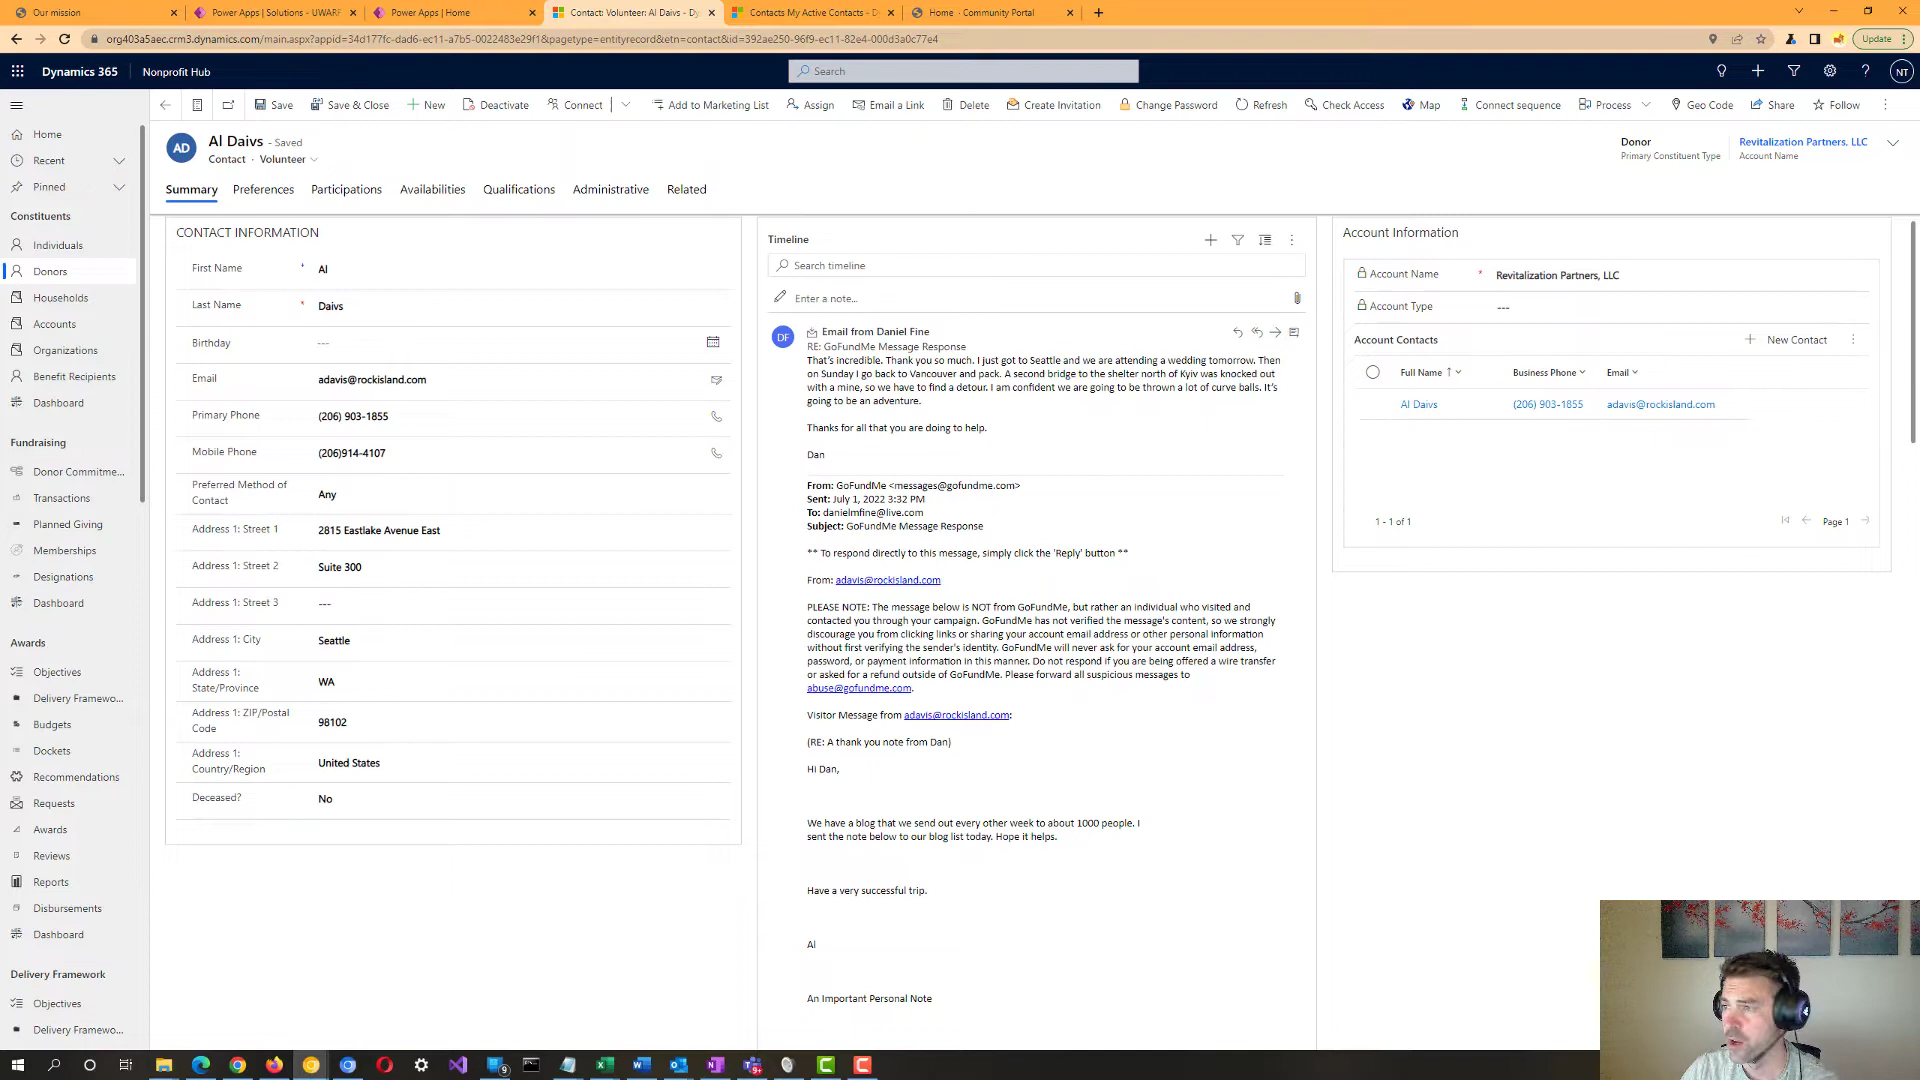 Our mission
Power Apps | Solutions - UWARF
Power Apps | Home
Contact: Volunteer: Al Daivs - Dy
Contacts My Active Contacts - D
Home · Community Portal
org403a5aec.crm3.dynamics.com/main.aspx?appid=34d177fc-dad6-ec11-a7b5-0022483e29f1&pagetype=entityrecord&etn=contact&id=392ae250-96f9-ec11-82e4-000d3a0c77e4
Update
Dynamics 365
Nonprofit Hub
Search
NT
Save
Save & Close
New
Deactivate
Connect
Add to Marketing List
Assign
Email a Link
Delete
Create Invitation
Change Password
Refresh
Check Access
Map
Connect sequence
Process
Geo Code
Share
Follow
Home
Recent
Pinned
Constituents
Individuals
Donors
Households
Accounts
Organizations
Benefit Recipients
Dashboard
Fundraising
Donor Commitme...
Transactions
Planned Giving
Memberships
Designations
Dashboard
Awards
Objectives
Delivery Framewo...
Budgets
Dockets
Recommendations
Requests
Awards
Reviews
Reports
Disbursements
Dashboard
Delivery Framework
Objectives
Delivery Framewo...
AD
Al Daivs - Saved
Contact · Volunteer
Donor
Primary Constituent Type
Revitalization Partners, LLC
Account Name
Summary
Preferences
Participations
Availabilities
Qualifications
Administrative
Related
CONTACT INFORMATION
First Name
Al
Last Name * Daivs
Birthday ---
Email adavis@rockisland.com
Primary Phone (206) 903-1855
Mobile Phone (206)914-4107
Preferred Method of
Contact
Any
Address 1: Street 1 2815 Eastlake Avenue East
Address 1: Street 2 Suite 300
Address 1: Street 3 ---
Address 1: City Seattle
Address 1:
State/Province
WA
Address 1: ZIP/Postal
Code
98102
Address 1:
Country/Region
United States
Deceased? No
Timeline
Search timeline
Enter a note...
DF
Email from Daniel Fine
RE: GoFundMe Message Response
That's incredible. Thank you so much. I just got to Seattle and we are attending a wedding tomorrow. Then
on Sunday I go back to Vancouver and pack. A second bridge to the shelter north of Kyiv was knocked out
with a mine, so we have to find a detour. I am confident we are going to be thrown a lot of curve balls. It's
going to be an adventure.
Thanks for all that you are doing to help.
Dan
From: GoFundMe <messages@gofundme.com>
Sent: July 1, 2022 3:32 PM
To: danielmfine@live.com
Subject: GoFundMe Message Response
** To respond directly to this message, simply click the 'Reply' button **
From: adavis@rockisland.com
PLEASE NOTE: The message below is NOT from GoFundMe, but rather an individual who visited and
contacted you through your campaign. GoFundMe has not verified the message's content, so we strongly
discourage you from clicking links or sharing your account email address or other personal information
without first verifying the sender's identity. GoFundMe will never ask for your account email address,
password, or payment information in this manner. Do not respond if you are being offered a wire transfer
or asked for a refund outside of GoFundMe. Please forward all suspicious messages to
abuse@gofundme.com.
Visitor Message from adavis@rockisland.com:
(RE: A thank you note from Dan)
Hi Dan,
We have a blog that we send out every other week to about 1000 people. I
sent the note below to our blog list today. Hope it helps.
Have a very successful trip.
Al
An Important Personal Note
Account Information
Account Name * Revitalization Partners, LLC
Account Type ---
Account Contacts
New Contact
Full Name
Business Phone
Email
Al Daivs
(206) 903-1855
adavis@rockisland.com
1 - 1 of 1
Page 1
9
9+